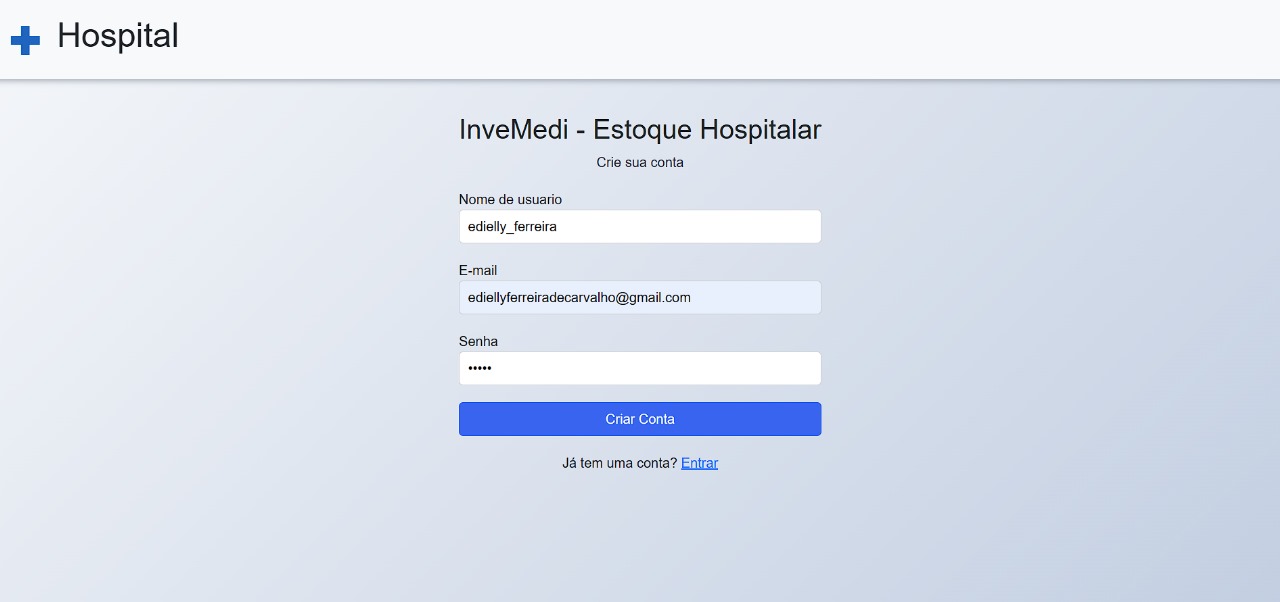 Hospital
InveMedi - Estoque Hospitalar
Crie sua conta
Nome de usuario
edielly_ferreira
E-mail
ediellyferreiradecarvalho@gmail.com
Senha
•••••
Criar Conta
Já tem uma conta? Entrar